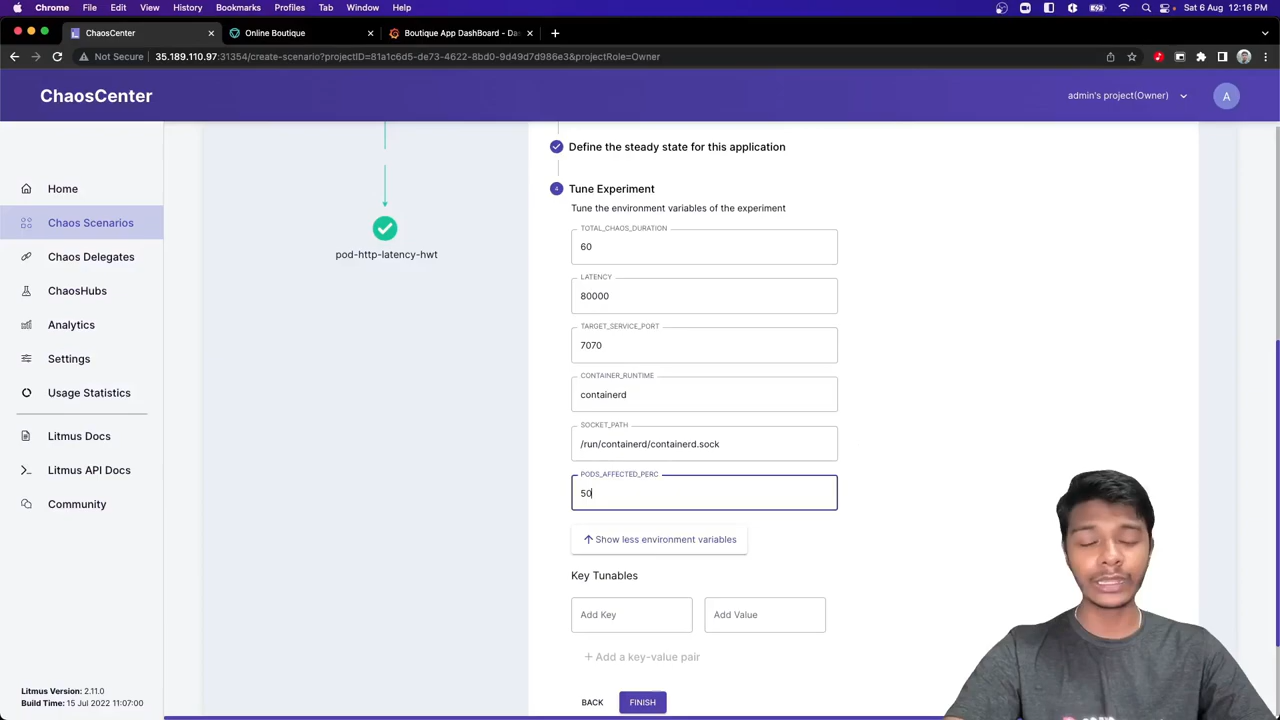 Chrome File Edit View History Bookmarks Profiles Tab Window Help
Sat 6 Aug 12:16 PM
ChaosCenter
Online Boutique
Boutique App DashBoard - Da
Not Secure 35.189.110.97:31354/create-scenario?projectID=81a1c6d5-de73-4622-8bd0-9d49d7d986e3&projectRole=Owner
ChaosCenter
admin's project(Owner)
A
Home
Chaos Scenarios
Chaos Delegates
ChaosHubs
Analytics
Settings
Usage Statistics
Litmus Docs
Litmus API Docs
Community
Litmus Version: 2.11.0
Build Time: 15 Jul 2022 11:07:00
pod-http-latency-hwt
Define the steady state for this application
4 Tune Experiment
Tune the environment variables of the experiment
TOTAL_CHAOS_DURATION
60
LATENCY
80000
TARGET_SERVICE_PORT
7070
CONTAINER_RUNTIME
containerd
SOCKET_PATH
/run/containerd/containerd.sock
PODS_AFFECTED_PERC
50
Show less environment variables
Key Tunables
Add Key
Add Value
+ Add a key-value pair
BACK
FINISH